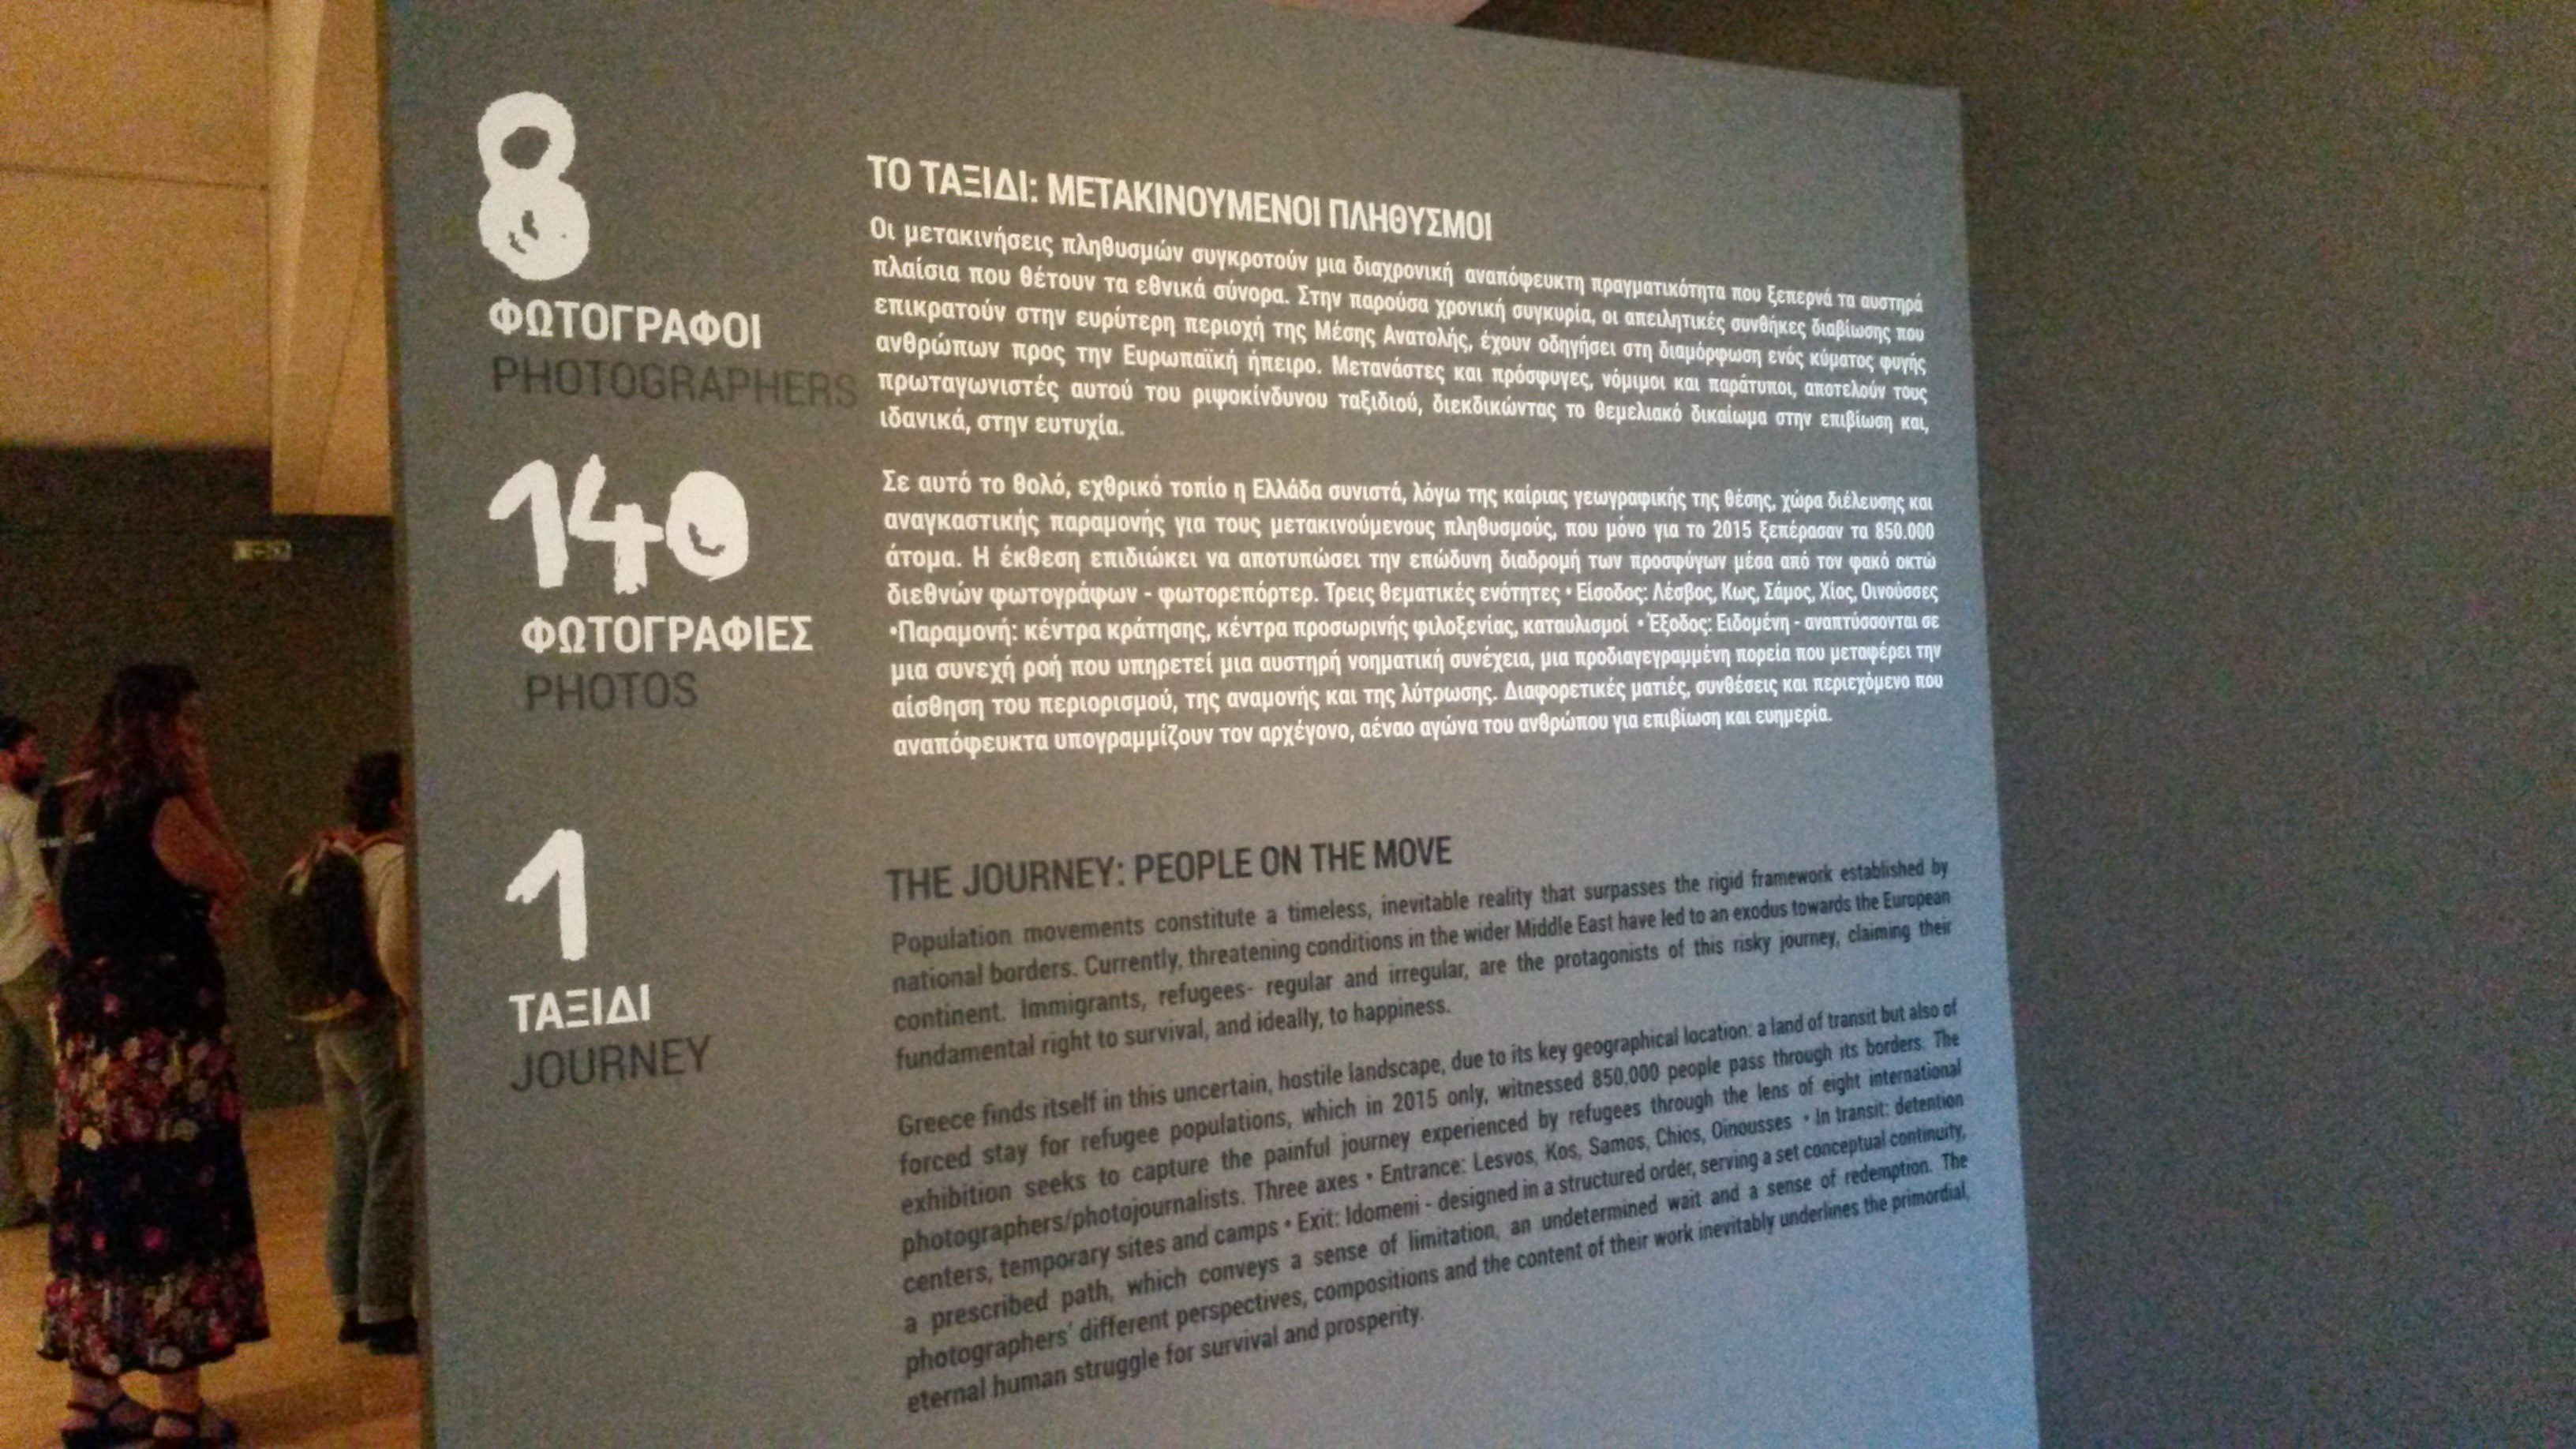 8
ΦΩΤΟΓΡΑΦΟΙ
PHOTOGRAPHERS
140
ΦΩΤΟΓΡΑΦΙΕΣ
PHOTOS
1
ΤΑΞΙΔΙ
JOURNEY
ΤΟ ΤΑΞΙΔΙ: ΜΕΤΑΚΙΝΟΥΜΕΝΟΙ ΠΛΗΘΥΣΜΟΙ
Οι μετακινήσεις πληθυσμών συγκροτούν μια διαχρονική αναπόφευκτη πραγματικότητα που ξεπερνά τα αυστηρά
πλαίσια που θέτουν τα εθνικά σύνορα. Στην παρούσα χρονική συγκυρία, οι απειλητικές συνθήκες διαβίωσης που
επικρατούν στην ευρύτερη περιοχή της Μέσης Ανατολής, έχουν οδηγήσει στη διαμόρφωση ενός κύματος φυγής
ανθρώπων προς την Ευρωπαϊκή ήπειρο. Μετανάστες και πρόσφυγες, νόμιμοι και παράτυποι, αποτελούν τους
πρωταγωνιστές αυτού του ριψοκίνδυνου ταξιδιού, διεκδικώντας το θεμελιακό δικαίωμα στην επιβίωση και,
ιδανικά, στην ευτυχία.
Σε αυτό το θολό, εχθρικό τοπίο η Ελλάδα συνιστά, λόγω της καίριας γεωγραφικής της θέσης, χώρα διέλευσης και
αναγκαστικής παραμονής για τους μετακινούμενους πληθυσμούς, που μόνο για το 2015 ξεπέρασαν τα 850.000
άτομα. Η έκθεση επιδιώκει να αποτυπώσει την επώδυνη διαδρομή των προσφύγων μέσα από τον φακό οκτώ
διεθνών φωτογράφων - φωτορεπόρτερ. Τρεις θεματικές ενότητες • Είσοδος: Λέσβος, Κως, Σάμος, Χίος, Οινούσσες
•Παραμονή: κέντρα κράτησης, κέντρα προσωρινής φιλοξενίας, καταυλισμοί • Έξοδος: Ειδομένη - αναπτύσσονται σε
μια συνεχή ροή που υπηρετεί μια αυστηρή νοηματική συνέχεια, μια προδιαγεγραμμένη πορεία που μεταφέρει την
αίσθηση του περιορισμού, της αναμονής και της λύτρωσης. Διαφορετικές ματιές, συνθέσεις και περιεχόμενο που
αναπόφευκτα υπογραμμίζουν τον αρχέγονο, αέναο αγώνα του ανθρώπου για επιβίωση και ευημερία.
THE JOURNEY: PEOPLE ON THE MOVE
Population movements constitute a timeless, inevitable reality that surpasses the rigid framework established by
national borders. Currently, threatening conditions in the wider Middle East have led to an exodus towards the European
continent. Immigrants, refugees- regular and irregular, are the protagonists of this risky journey, claiming their
fundamental right to survival, and ideally, to happiness.
Greece finds itself in this uncertain, hostile landscape, due to its key geographical location: a land of transit but also of
forced stay for refugee populations, which in 2015 only, witnessed 850,000 people pass through its borders. The
exhibition seeks to capture the painful journey experienced by refugees through the lens of eight international
photographers/photojournalists. Three axes • Entrance: Lesvos, Kos, Samos, Chios, Oinousses • In transit: detention
centers, temporary sites and camps • Exit: Idomeni - designed in a structured order, serving a set conceptual continuity,
a prescribed path, which conveys a sense of limitation, an undetermined wait and a sense of redemption. The
photographers' different perspectives, compositions and the content of their work inevitably underlines the primordial,
eternal human struggle for survival and prosperity.